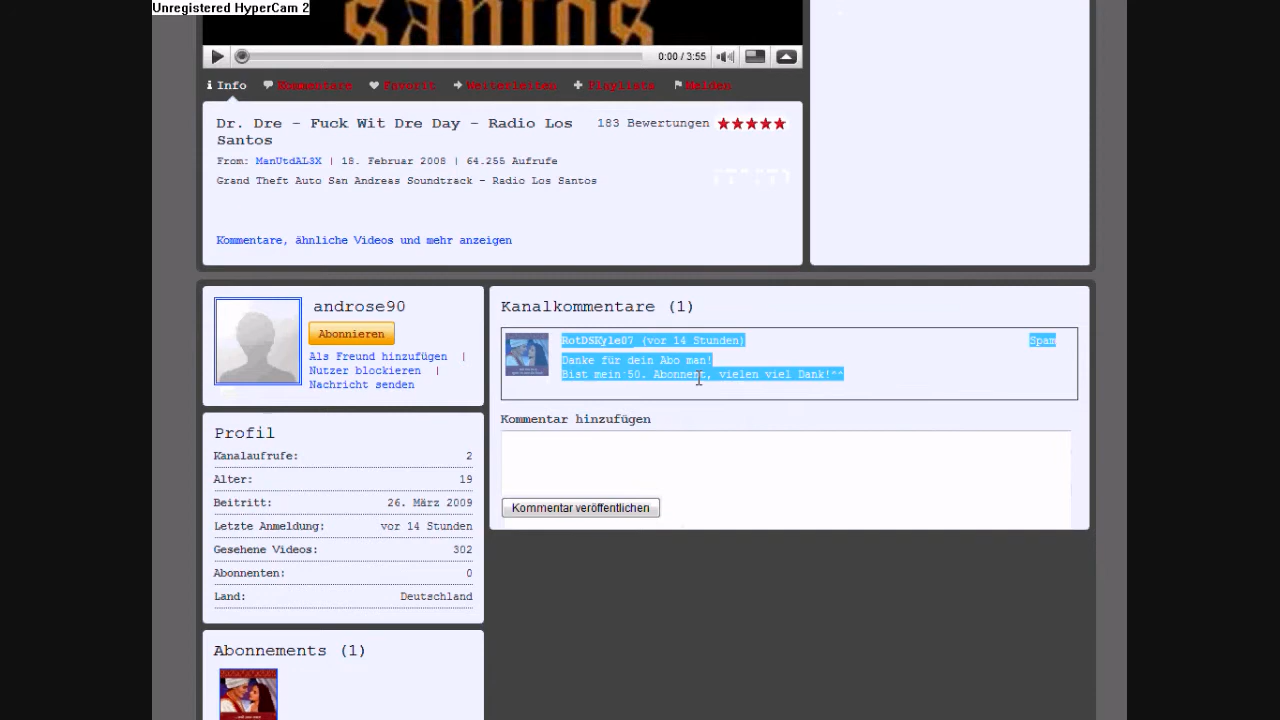 Unregistered HyperCam 2
santos
0:00 / 3:55
Info Kommentare Favorit Weiterleiten Playlists Melden
Dr. Dre - Fuck Wit Dre Day - Radio Los Santos
183 Bewertungen
From: ManUtdAL3X | 18. Februar 2008 | 64.255 Aufrufe
Grand Theft Auto San Andreas Soundtrack - Radio Los Santos
Kommentare, ähnliche Videos und mehr anzeigen
androse90
Abonnieren
Als Freund hinzufügen |
Nutzer blockieren |
Nachricht senden
Profil
Kanalaufrufe: 2
Alter: 19
Beitritt: 26. März 2009
Letzte Anmeldung: vor 14 Stunden
Gesehene Videos: 302
Abonnenten: 0
Land: Deutschland
Abonnements (1)
Kanalkommentare (1)
RotDSKyle07 (vor 14 Stunden) Spam
Danke für dein Abo man!
Bist mein 50. Abonnent, vielen viel Dank!^^
Kommentar hinzufügen
Kommentar veröffentlichen